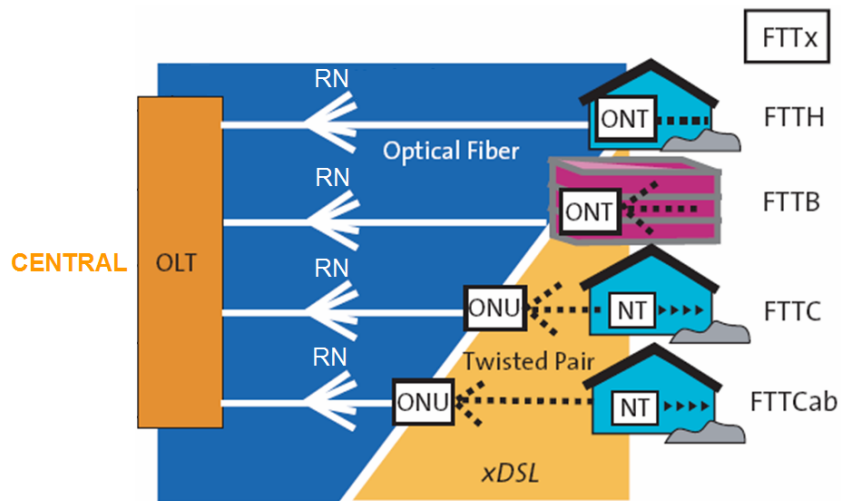 FTTx
RN
ONT
FTTH
Optical Fiber
RN
ONT
FTTB
CENTRAL
OLT
RN
ONU
NT
FTTC
RN
Twisted Pair
ONU
NT
FTTCab
xDSL